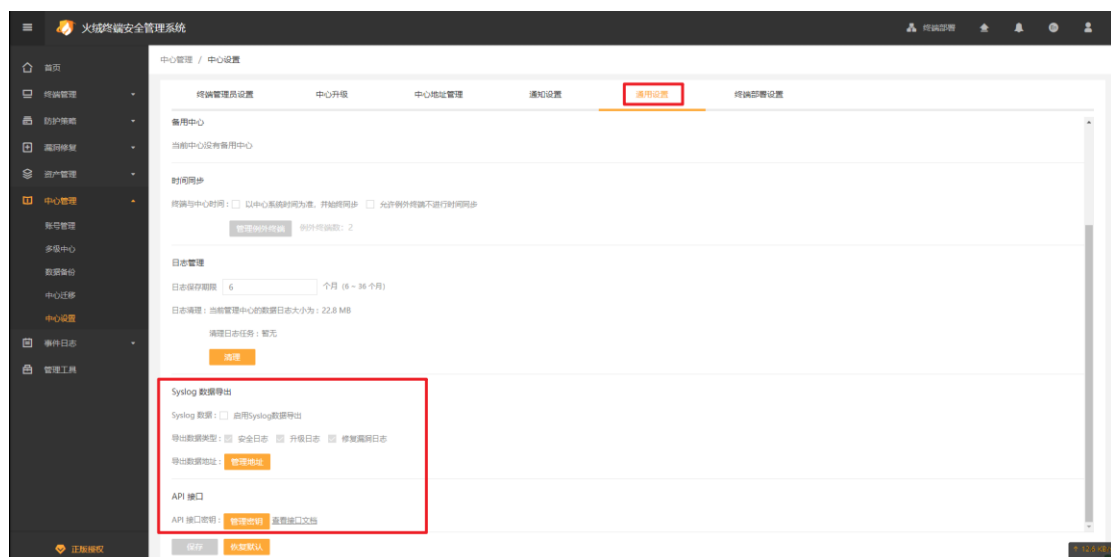 火绒终端安全管理系统
终端部署
首页
终端管理
防护策略
漏洞修复
资产管理
中心管理
账号管理
多级中心
数据备份
中心迁移
中心设置
事件日志
管理工具
正版授权
中心管理 / 中心设置
终端管理员设置 中心升级 中心地址管理 通知设置 通用设置 终端部署设置
备用中心
当前中心没有备用中心
时间同步
终端与中心时间： 以中心系统时间为准，并始终同步 允许例外终端不进行时间同步
管理例外终端 例外终端数：2
日志管理
日志保存期限 6 个月（6 ~ 36 个月）
日志清理：当前管理中心的数据日志大小为：22.8 MB
清理日志任务：暂无
清理
Syslog 数据导出
Syslog 数据： 启用Syslog数据导出
导出数据类型： 安全日志 升级日志 修复漏洞日志
导出数据地址： 管理地址
API 接口
API 接口密钥： 管理密钥 查看接口文档
保存 恢复默认